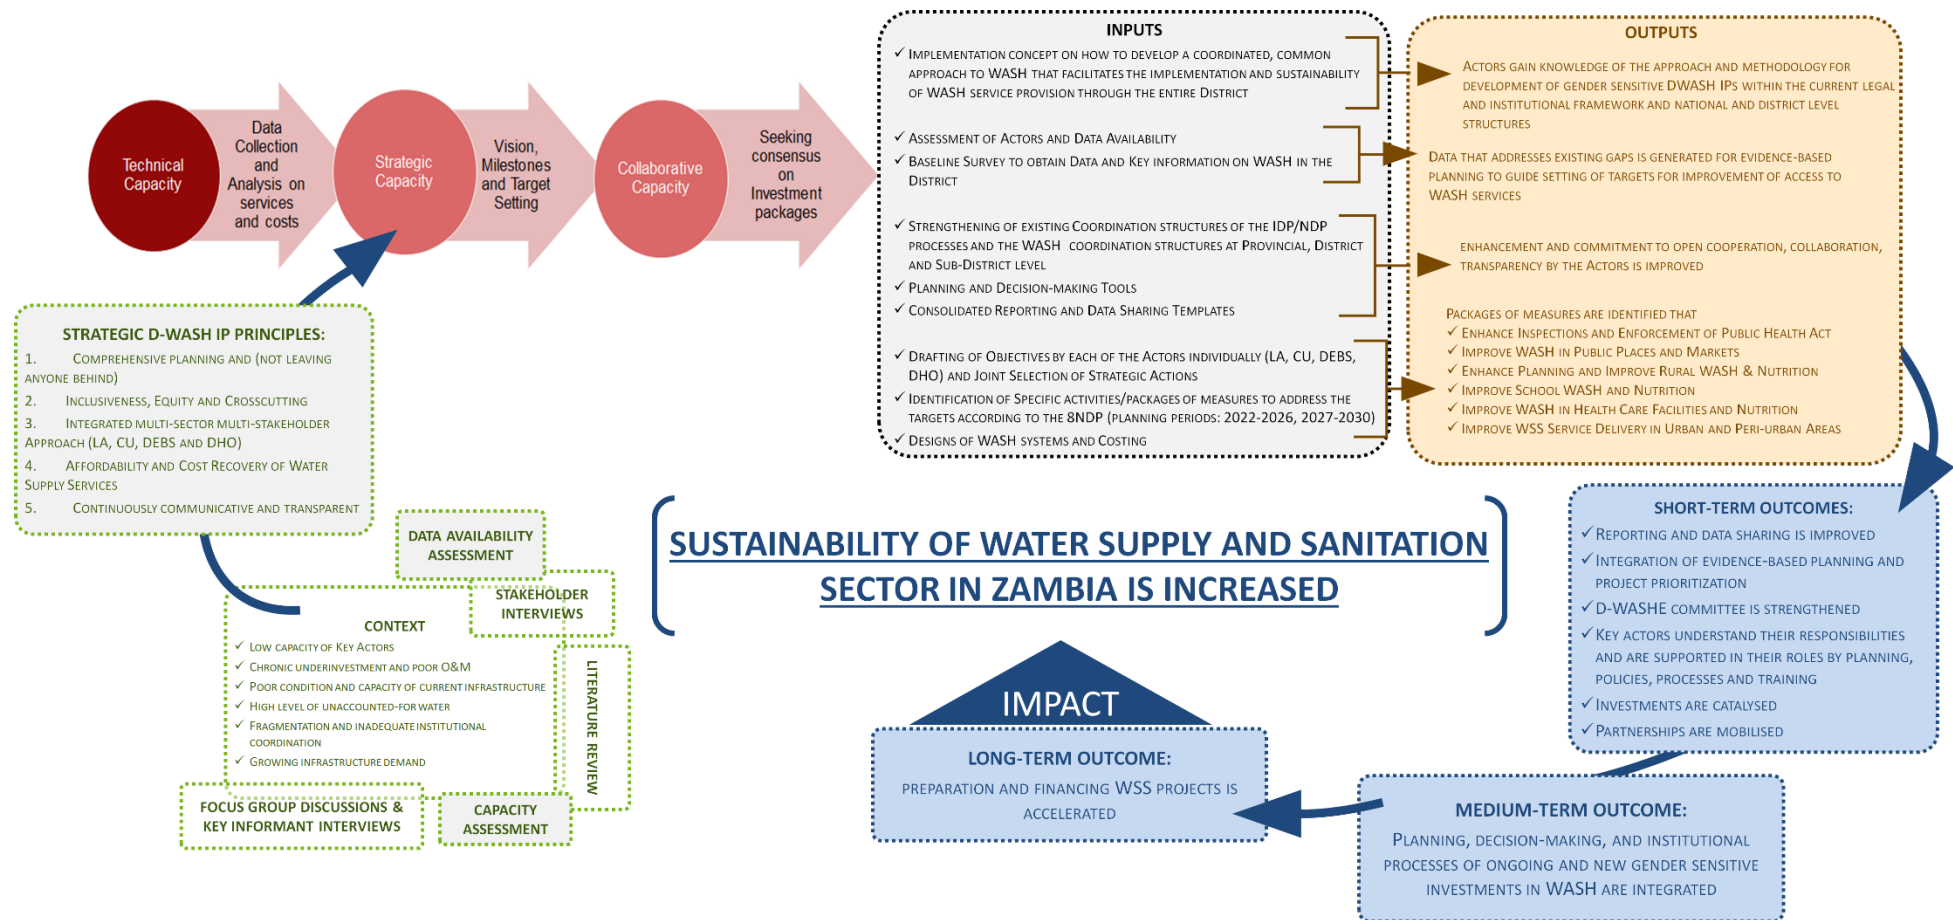 Technical
Capacity
Data
Collection
and
Analysis on
services
and costs
Strategic
Capacity
Vision,
Milestones
and Target
Setting
Collaborative
Capacity
Seeking
consensus
on
Investment
packages
INPUTS
✓ Implementation concept on how to develop a coordinated, common
approach to WASH that facilitates the implementation and sustainability
of WASH service provision through the entire District
✓ Assessment of Actors and Data Availability
✓ Baseline Survey to obtain Data and Key information on WASH in the
District
✓ Strengthening of existing Coordination structures of the IDP/NDP
processes and the WASH coordination structures at Provincial, District
and Sub-District level
✓ Planning and Decision-making Tools
✓ Consolidated Reporting and Data Sharing Templates
✓ Drafting of Objectives by each of the Actors individually (LA, CU, DEBS,
DHO) and Joint Selection of Strategic Actions
✓ Identification of Specific activities/packages of measures to address the
targets according to the 8NDP (planning periods: 2022-2026, 2027-2030)
✓ Designs of WASH systems and Costing
OUTPUTS
Actors gain knowledge of the approach and methodology for
development of gender sensitive DWASH IPs within the current legal
and institutional framework and national and district level
structures
Data that addresses existing gaps is generated for evidence-based
planning to guide setting of targets for improvement of access to
WASH services
enhancement and commitment to open cooperation, collaboration,
transparency by the Actors is improved
Packages of measures are identified that
✓ Enhance Inspections and Enforcement of Public Health Act
✓ Improve WASH in Public Places and Markets
✓ Enhance Planning and Improve Rural WASH & Nutrition
✓ Improve School WASH and Nutrition
✓ Improve WASH in Health Care Facilities and Nutrition
✓ Improve WSS Service Delivery in Urban and Peri-urban Areas
STRATEGIC D-WASH IP PRINCIPLES:
1. Comprehensive planning and (not leaving
anyone behind)
2. Inclusiveness, Equity and Crosscutting
3. Integrated multi-sector multi-stakeholder
Approach (LA, CU, DEBS and DHO)
4. Affordability and Cost Recovery of Water
Supply Services
5. Continuously communicative and transparent
DATA AVAILABILITY
ASSESSMENT
STAKEHOLDER
INTERVIEWS
CONTEXT
✓ Low capacity of Key Actors
✓ Chronic underinvestment and poor O&M
✓ Poor condition and capacity of current infrastructure
✓ High level of unaccounted-for water
✓ Fragmentation and inadequate institutional
coordination
✓ Growing infrastructure demand
LITERATURE REVIEW
FOCUS GROUP DISCUSSIONS &
KEY INFORMANT INTERVIEWS
CAPACITY
ASSESSMENT
SUSTAINABILITY OF WATER SUPPLY AND SANITATION
SECTOR IN ZAMBIA IS INCREASED
IMPACT
LONG-TERM OUTCOME:
preparation and financing WSS projects is
accelerated
SHORT-TERM OUTCOMES:
✓ Reporting and data sharing is improved
✓ Integration of evidence-based planning and
project prioritization
✓ D-WASHE committee is strengthened
✓ Key actors understand their responsibilities
and are supported in their roles by planning,
policies, processes and training
✓ Investments are catalysed
✓ Partnerships are mobilised
MEDIUM-TERM OUTCOME:
Planning, decision-making, and institutional
processes of ongoing and new gender sensitive
investments in WASH are integrated